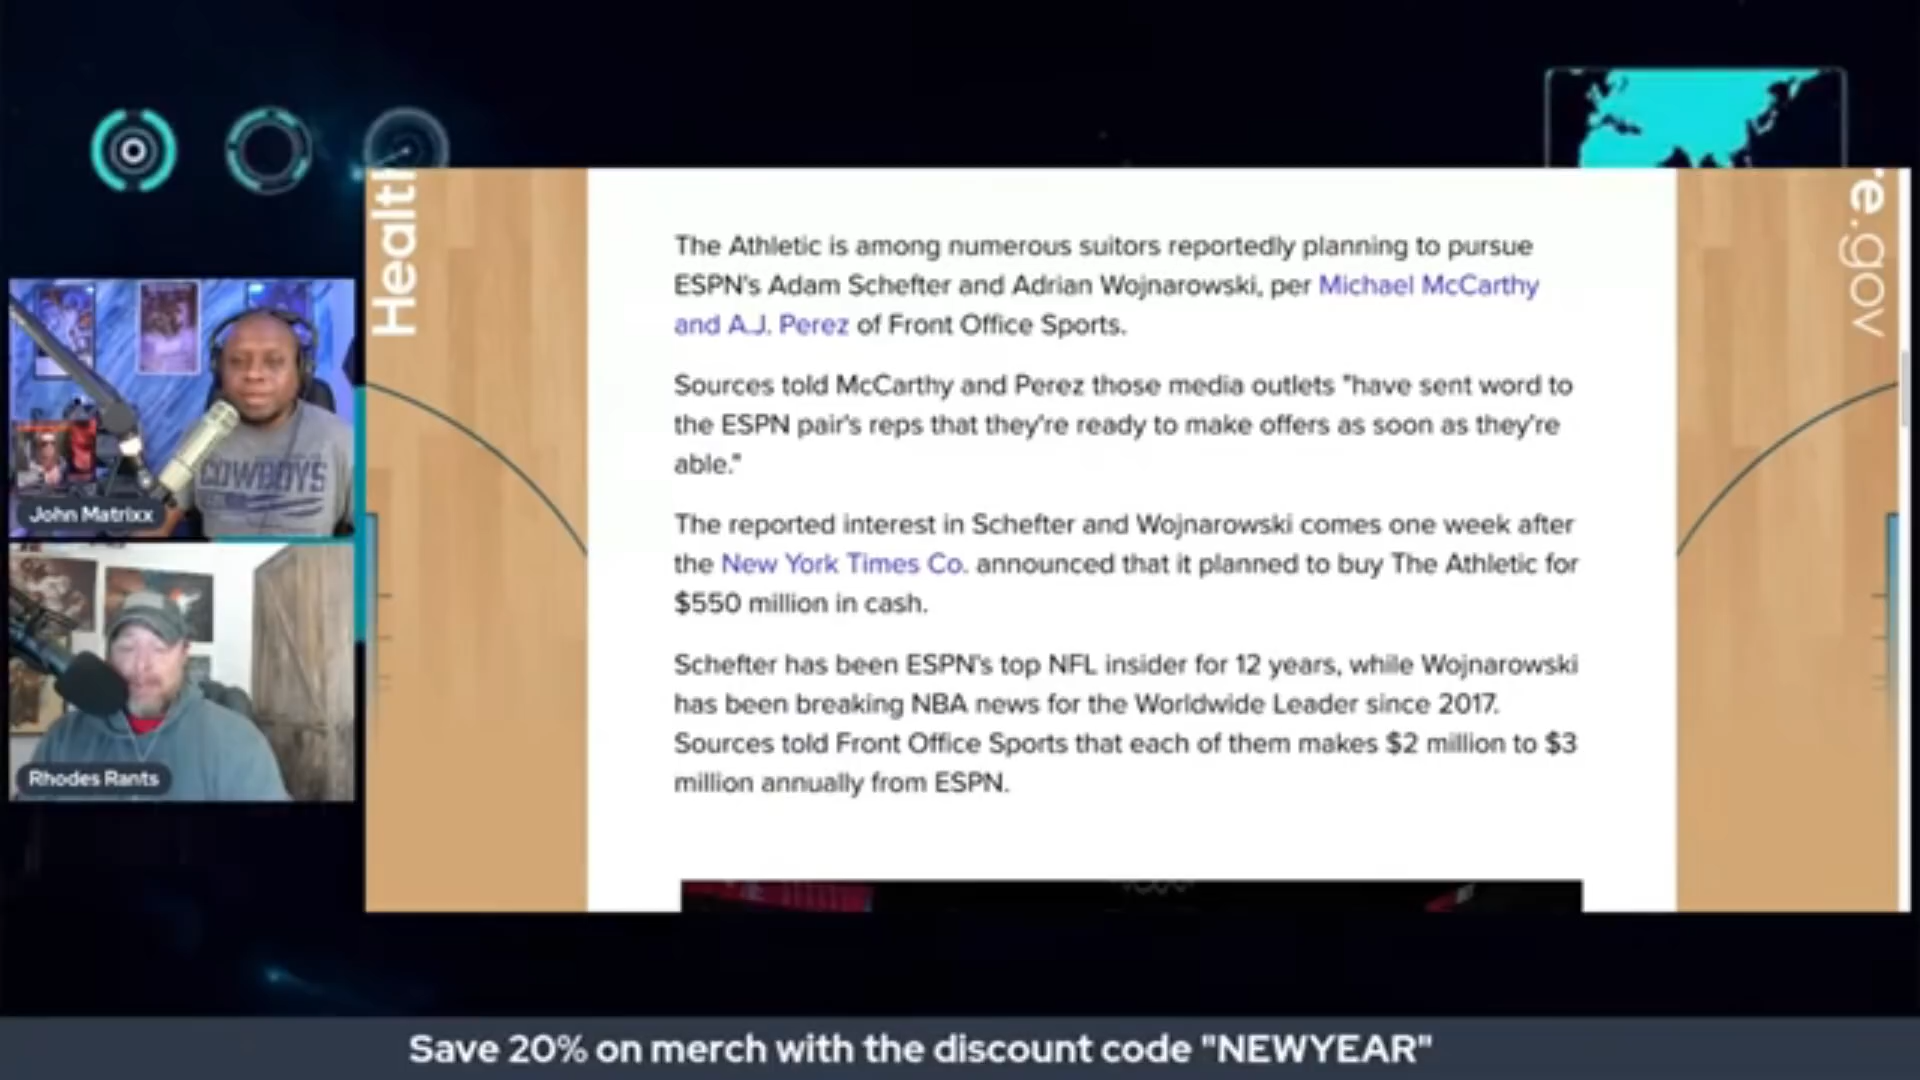 Health
re.gov
The Athletic is among numerous suitors reportedly planning to pursue
ESPN's Adam Schefter and Adrian Wojnarowski, per Michael McCarthy
and A.J. Perez of Front Office Sports.
Sources told McCarthy and Perez those media outlets "have sent word to
the ESPN pair's reps that they're ready to make offers as soon as they're
able."
The reported interest in Schefter and Wojnarowski comes one week after
the New York Times Co. announced that it planned to buy The Athletic for
$550 million in cash.
Schefter has been ESPN's top NFL insider for 12 years, while Wojnarowski
has been breaking NBA news for the Worldwide Leader since 2017.
Sources told Front Office Sports that each of them makes $2 million to $3
million annually from ESPN.
COWBOYS
John Matrixx
Rhodes Rants
Save 20% on merch with the discount code "NEWYEAR"